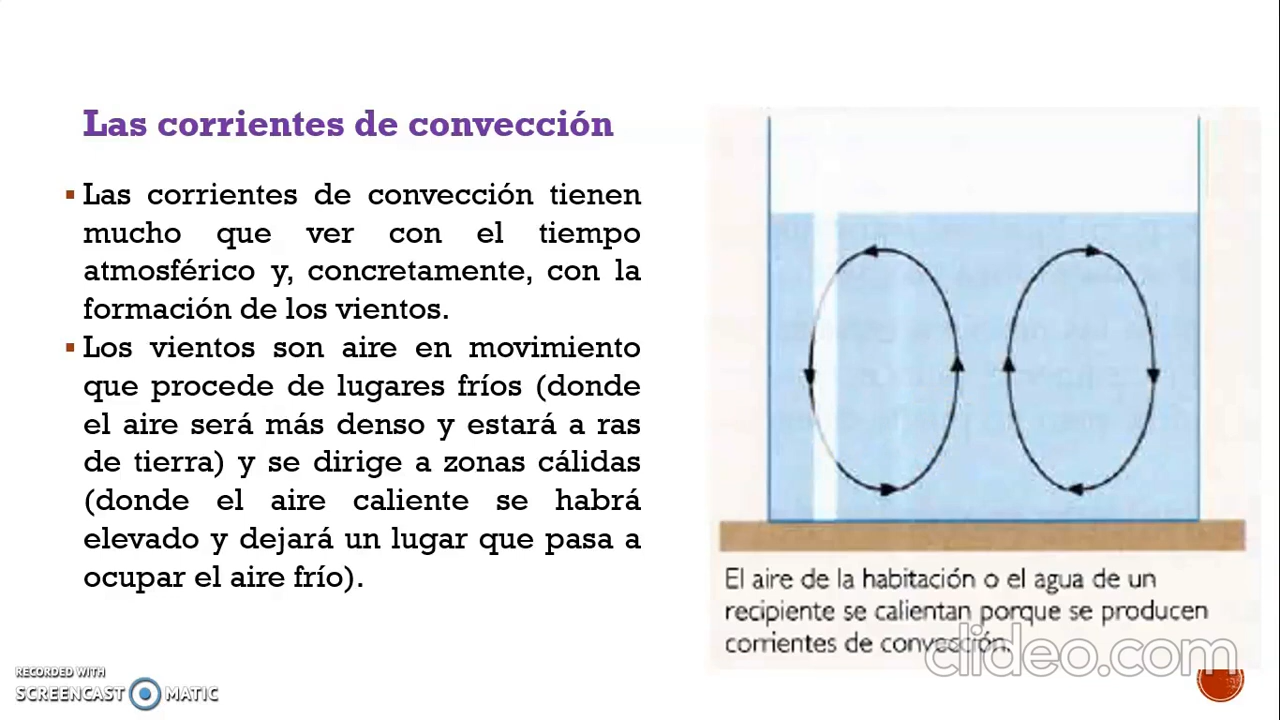 Las corrientes de convección
Las corrientes de convección tienen
mucho que ver con el tiempo
atmosférico y, concretamente, con la
formación de los vientos.
Los vientos son aire en movimiento
que procede de lugares fríos (donde
el aire será más denso y estará a ras
de tierra) y se dirige a zonas cálidas
(donde el aire caliente se habrá
elevado y dejará un lugar que pasa a
ocupar el aire frío).
El aire de la habitación o el agua de un
recipiente se calientan porque se producen
corrientes de convección.
clideo.com
RECORDED WITH
SCREENCAST MATIC